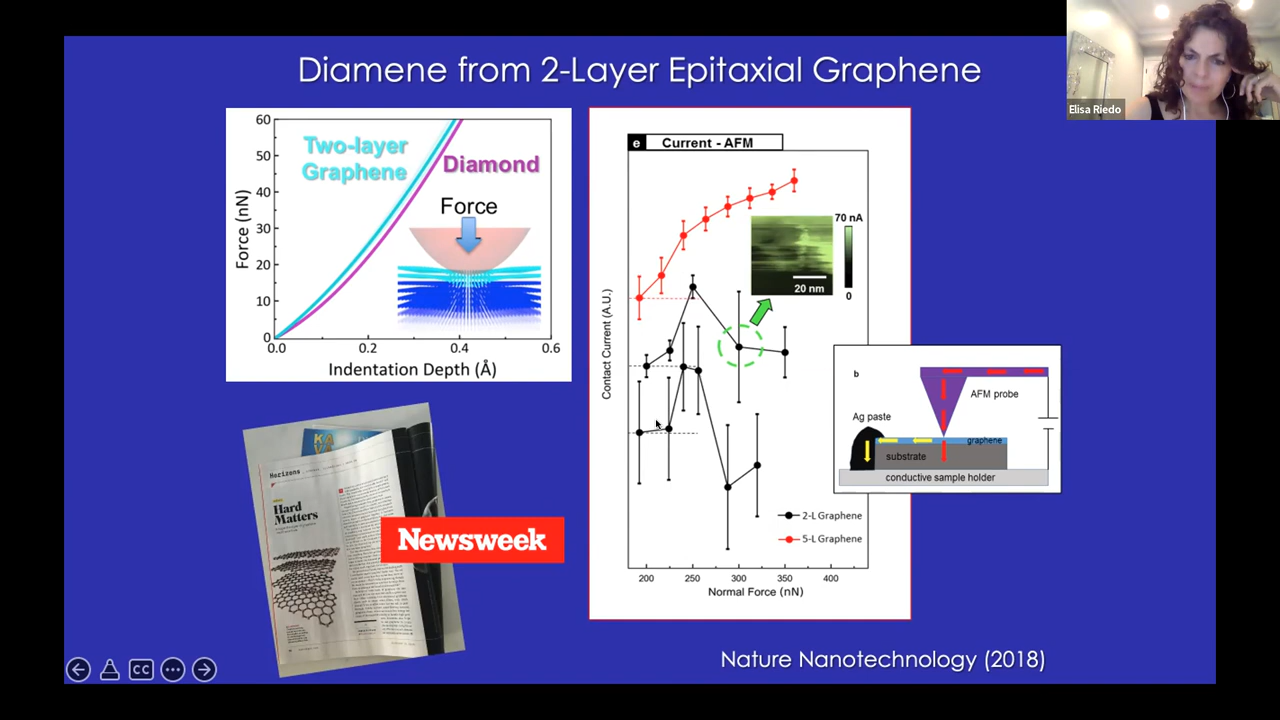 Diamene from 2-Layer Epitaxial Graphene
Elisa Riedo
60
50
40
30
20
10
0
Force (nN)
Two-layer
Graphene
Diamond
Force
0.0 0.2 0.4 0.6
Indentation Depth (Å)
e Current - AFM
Contact Current (A.U.)
70 nA
0
20 nm
2-L Graphene
5-L Graphene
200 250 300 350 400
Normal Force (nN)
b
AFM probe
Ag paste
graphene
substrate
conductive sample holder
Horizons
Hard
Matters
Newsweek
Nature Nanotechnology (2018)
CC